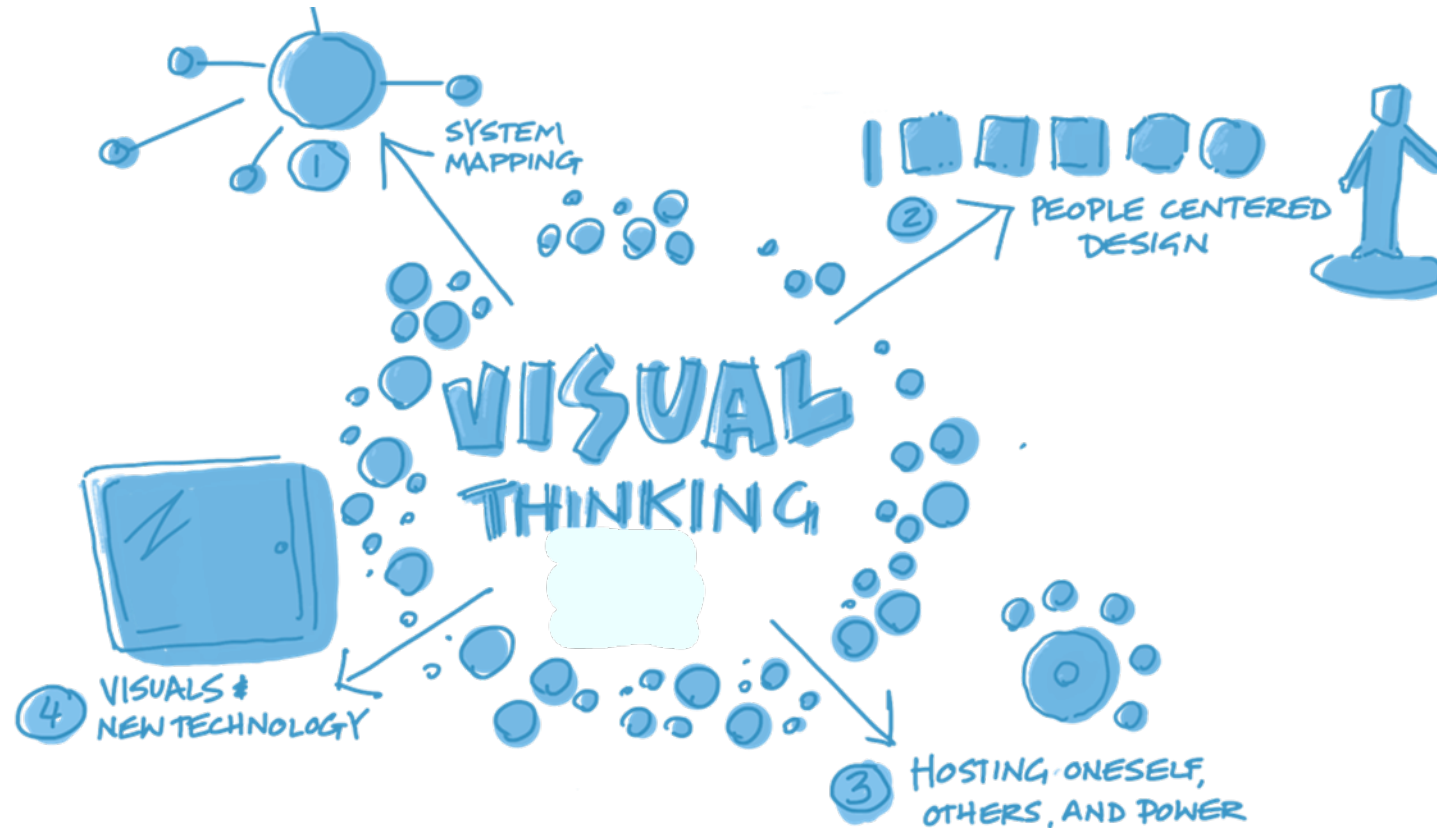 VISUAL
THINKING
1
SYSTEM
MAPPING
2
PEOPLE CENTERED
DESIGN
3
HOSTING ONESELF,
OTHERS, AND POWER
4
VISUALS &
NEW TECHNOLOGY